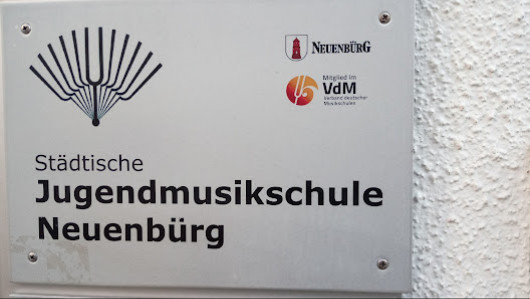 NEUENBÜRG
Mitglied im
VdM
Verband deutscher
Musikschulen
Städtische
Jugendmusikschule
Neuenbürg